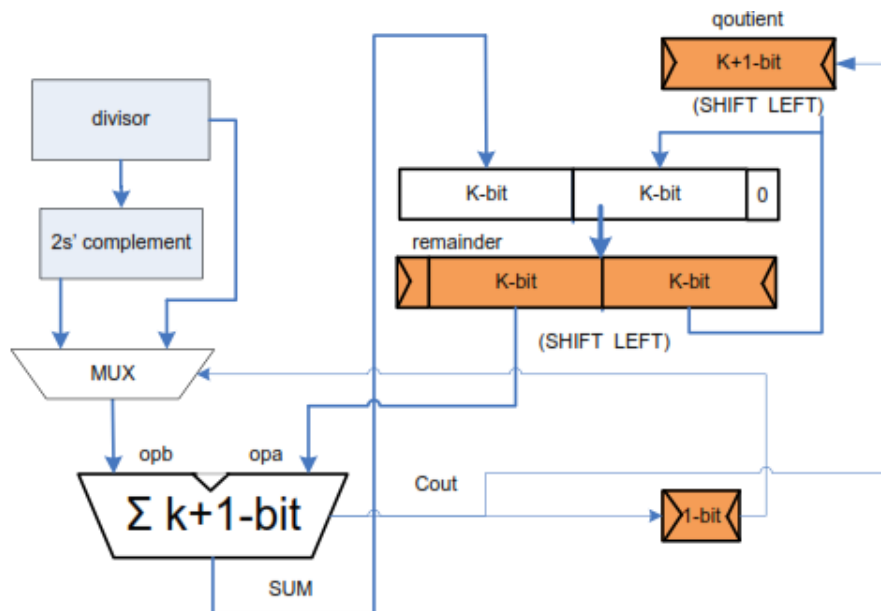 qoutient
K+1-bit
(SHIFT LEFT)
divisor
K-bit K-bit 0
2s' complement
remainder
K-bit K-bit
(SHIFT LEFT)
MUX
opb opa
Cout
Σ k+1-bit
1-bit
SUM